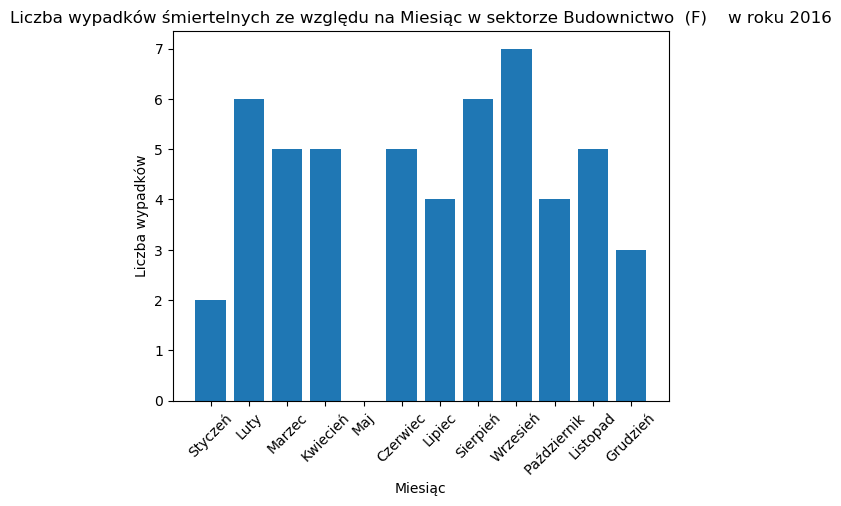 Liczba wypadków śmiertelnych ze względu na Miesiąc w sektorze Budownictwo  (F)    w roku 2016
7
6
5
4
3
2
1
0
Liczba wypadków
Styczeń
Luty
Marzec
Kwiecień
Maj
Czerwiec
Lipiec
Sierpień
Wrzesień
Październik
Listopad
Grudzień
Miesiąc